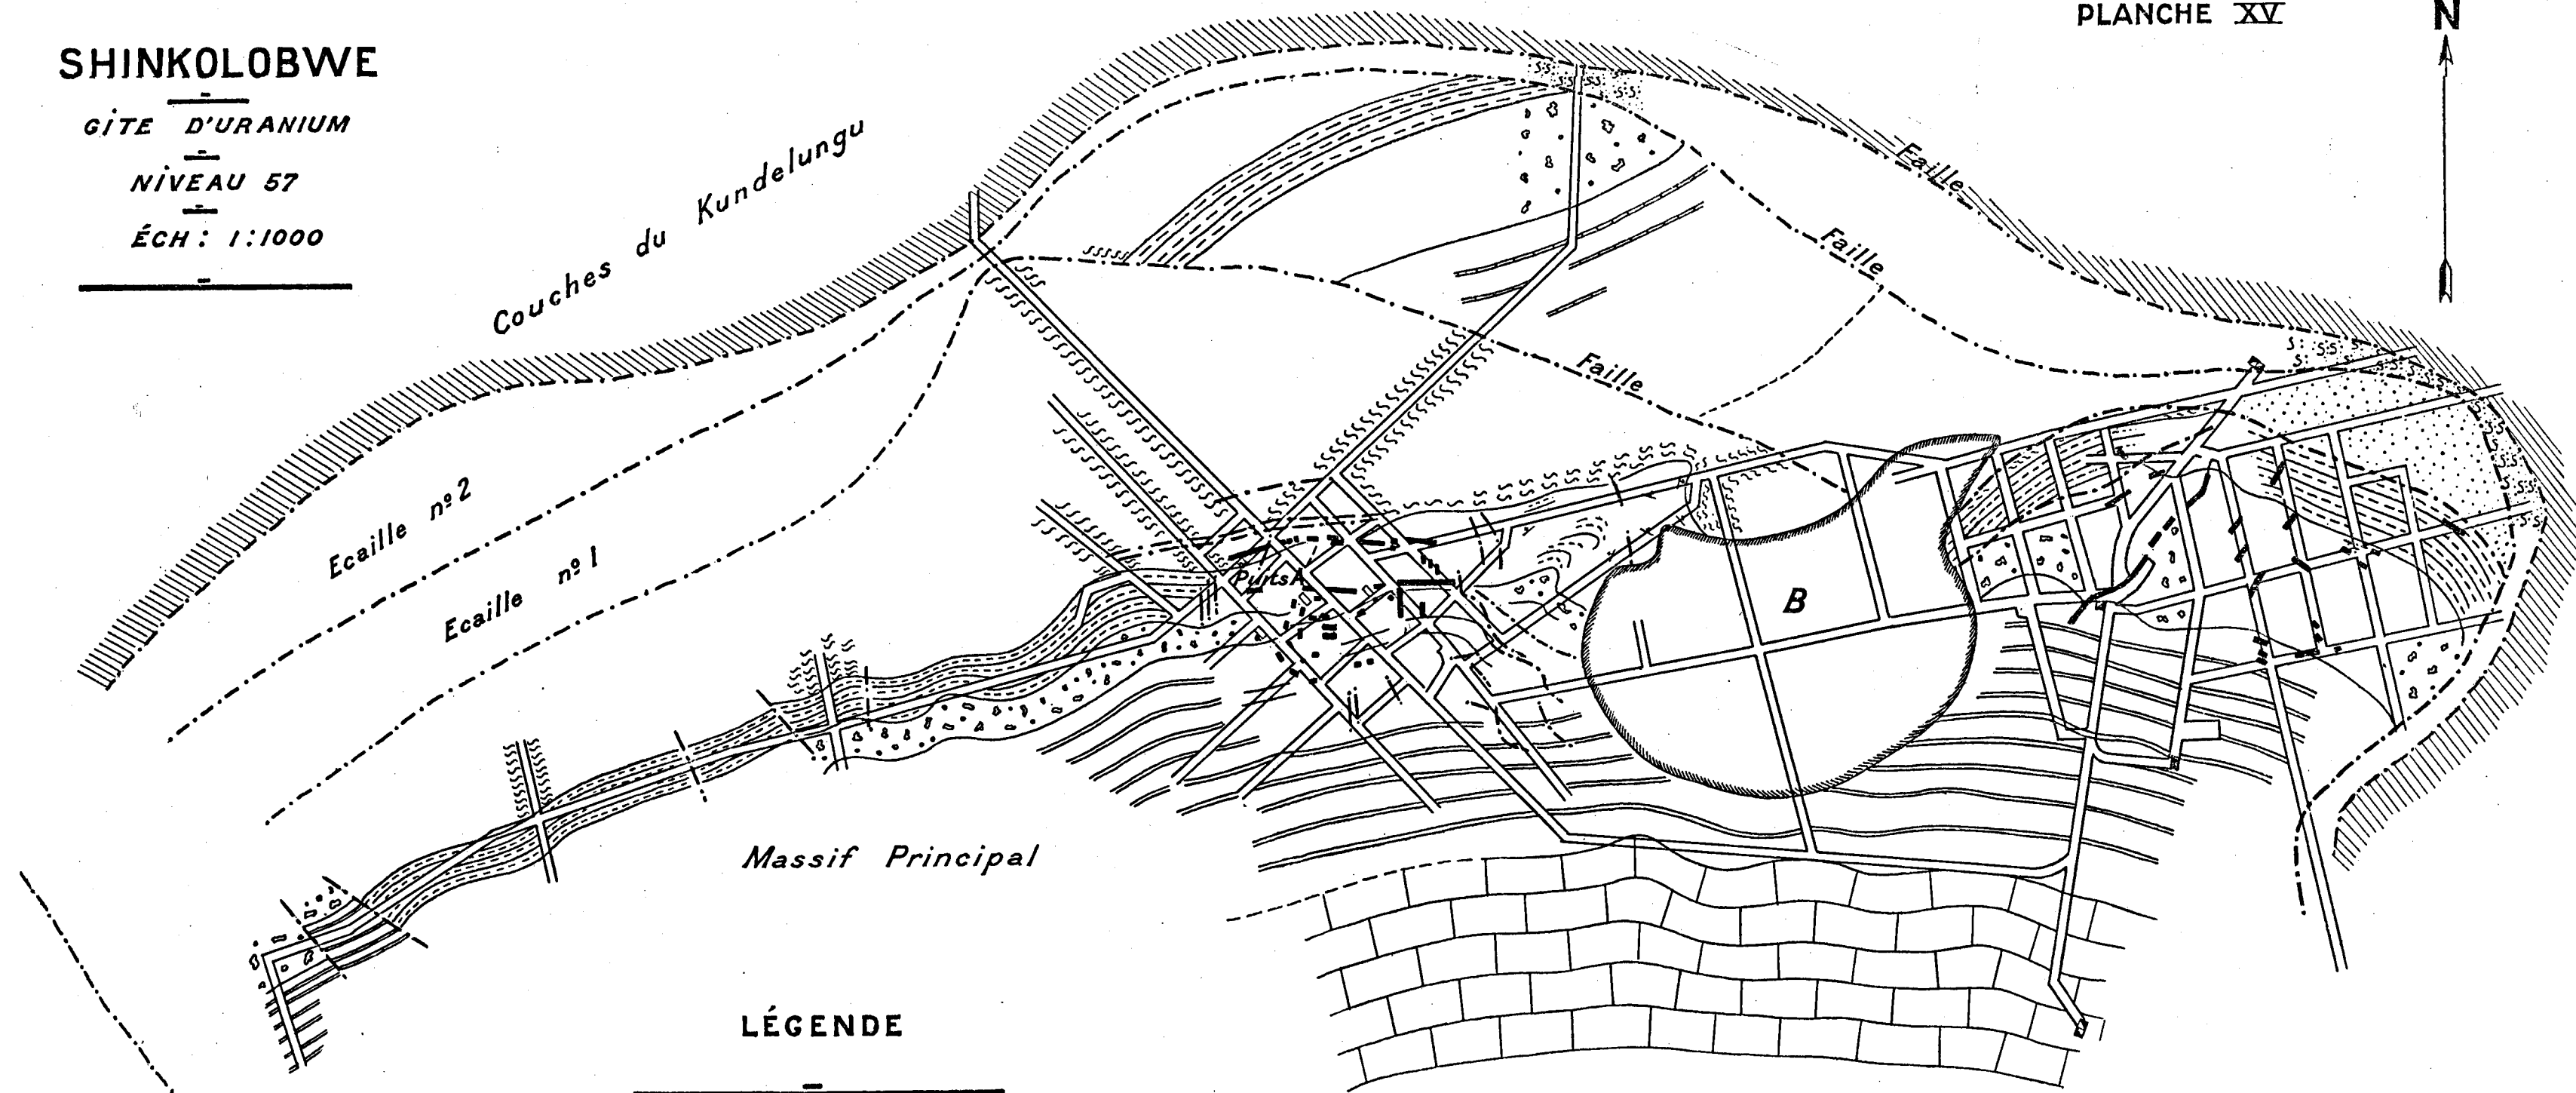 PLANCHE XV
N
SHINKOLOBWE
GÎTE D'URANIUM
NIVEAU 57
ÉCH: 1:1000
Couches du Kundelungu
Faille
Faille
Faille
Ecaille nº 2
Ecaille nº 1
Puits A
B
Massif Principal
LÉGENDE